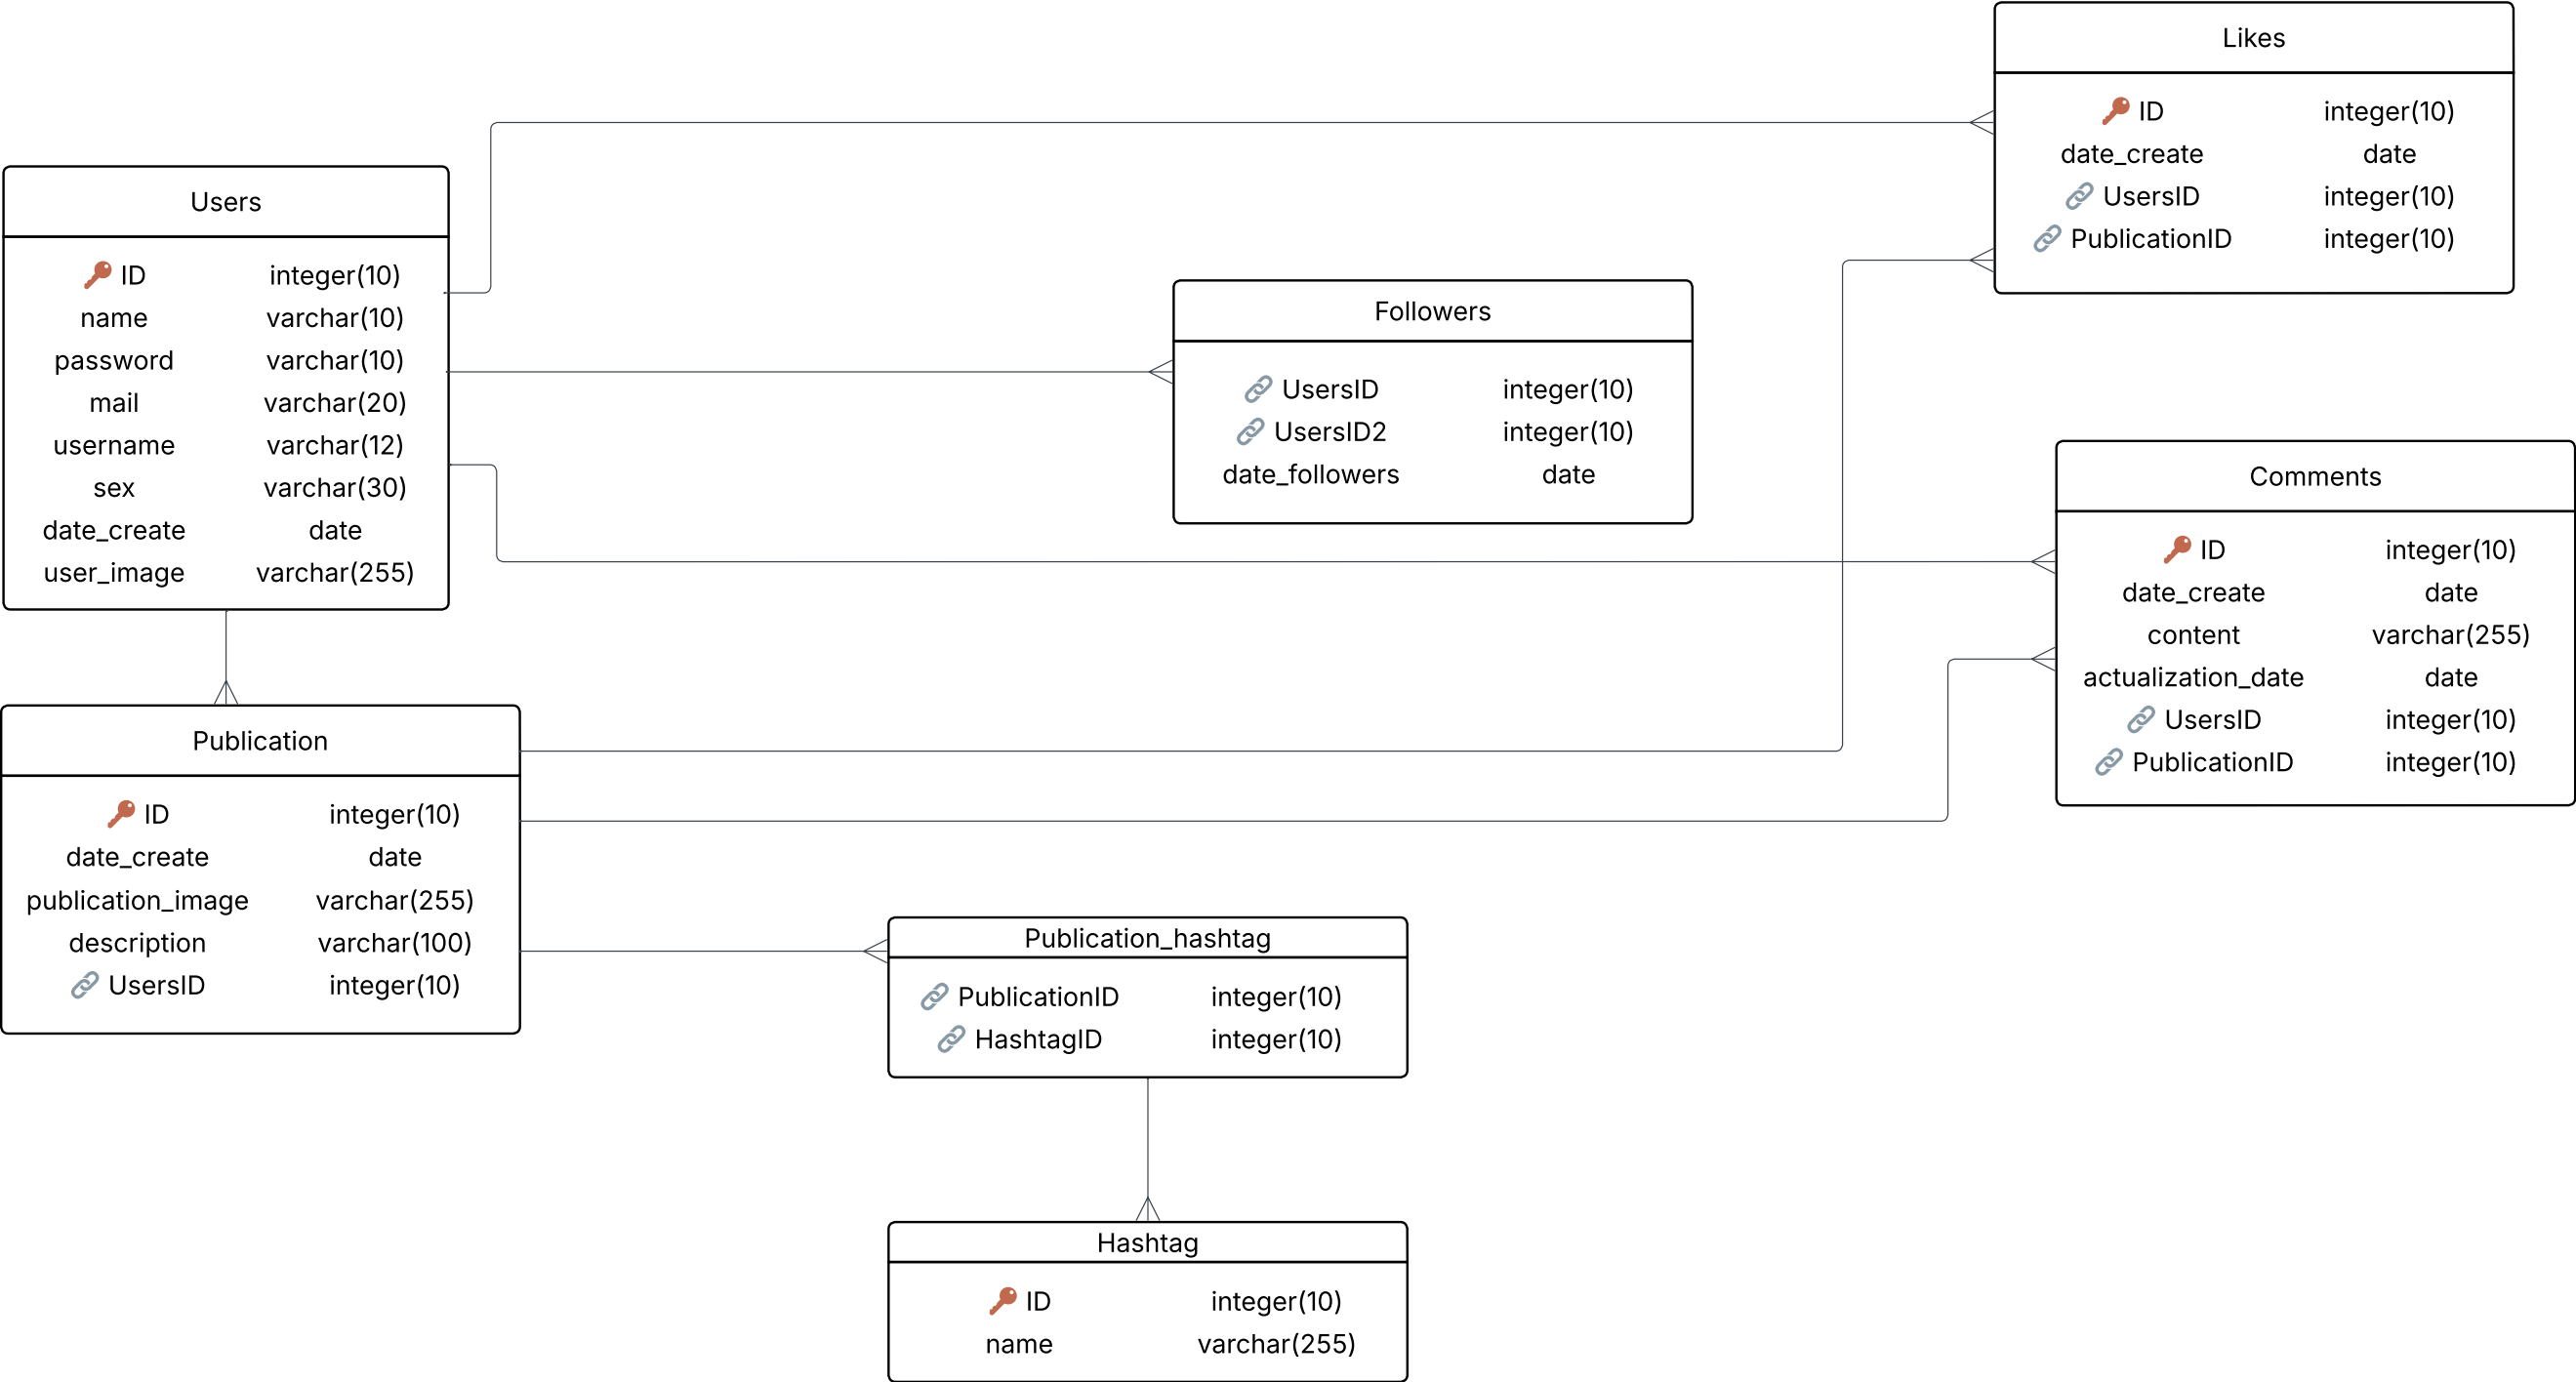 Likes
ID integer(10)
date_create date
UsersID integer(10)
PublicationID integer(10)
Users
ID integer(10)
name varchar(10)
password varchar(10)
mail varchar(20)
username varchar(12)
sex varchar(30)
date_create date
user_image varchar(255)
Followers
UsersID integer(10)
UsersID2 integer(10)
date_followers date
Comments
ID integer(10)
date_create date
content varchar(255)
actualization_date date
UsersID integer(10)
PublicationID integer(10)
Publication
ID integer(10)
date_create date
publication_image varchar(255)
description varchar(100)
UsersID integer(10)
Publication_hashtag
PublicationID integer(10)
HashtagID integer(10)
Hashtag
ID integer(10)
name varchar(255)